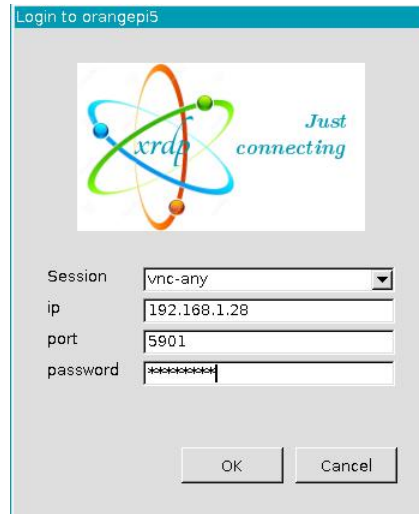 Login to orangepi5
Just
xrdp connecting
Session vnc-any
ip 192.168.1.28
port 5901
password ********
OK Cancel